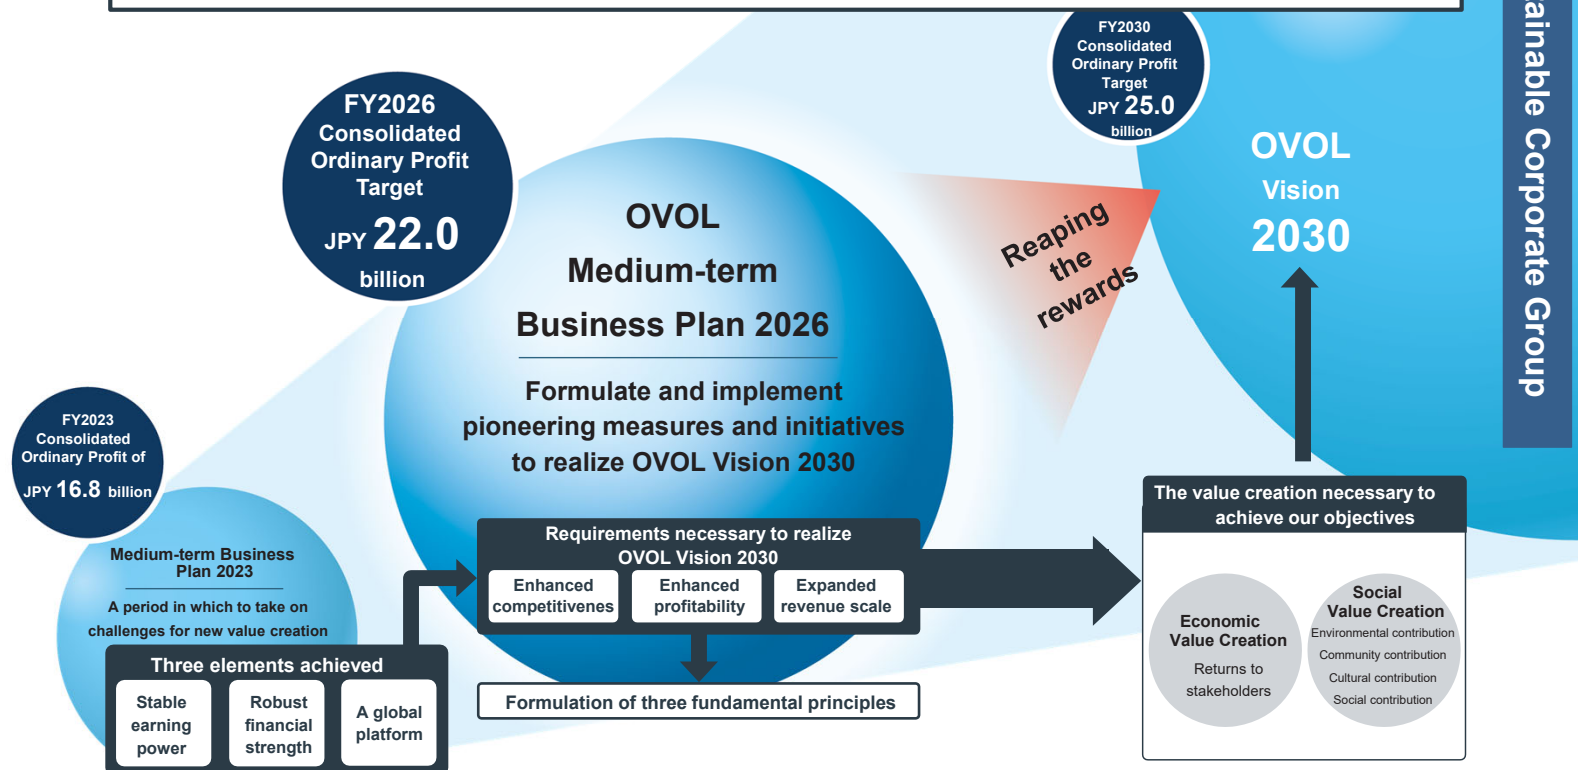 FY2030
Consolidated
Ordinary Profit
Target
JPY 25.0
billion
OVOL
Vision
2030
ainable Corporate Group
FY2026
Consolidated
Ordinary Profit
Target
JPY 22.0
billion
OVOL
Medium-term
Business Plan 2026
Formulate and implement
pioneering measures and initiatives
to realize OVOL Vision 2030
Reaping
the
rewards
FY2023
Consolidated
Ordinary Profit of
JPY 16.8 billion
Medium-term Business
Plan 2023
A period in which to take on
challenges for new value creation
Three elements achieved
Stable
earning
power
Robust
financial
strength
A global
platform
Requirements necessary to realize
OVOL Vision 2030
Enhanced
competitivenes
Enhanced
profitability
Expanded
revenue scale
Formulation of three fundamental principles
The value creation necessary to
achieve our objectives
Economic
Value Creation
Returns to
stakeholders
Social
Value Creation
Environmental contribution
Community contribution
Cultural contribution
Social contribution